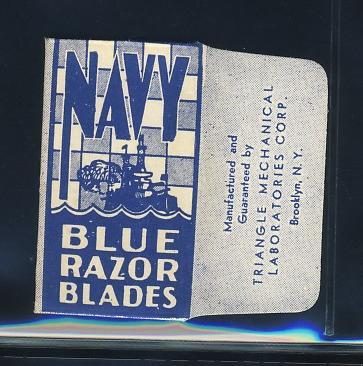 NAVY
BLUE
RAZOR
BLADES
Manufactured and
Guaranteed by
TRIANGLE MECHANICAL
LABORATORIES CORP.
Brooklyn, N. Y.